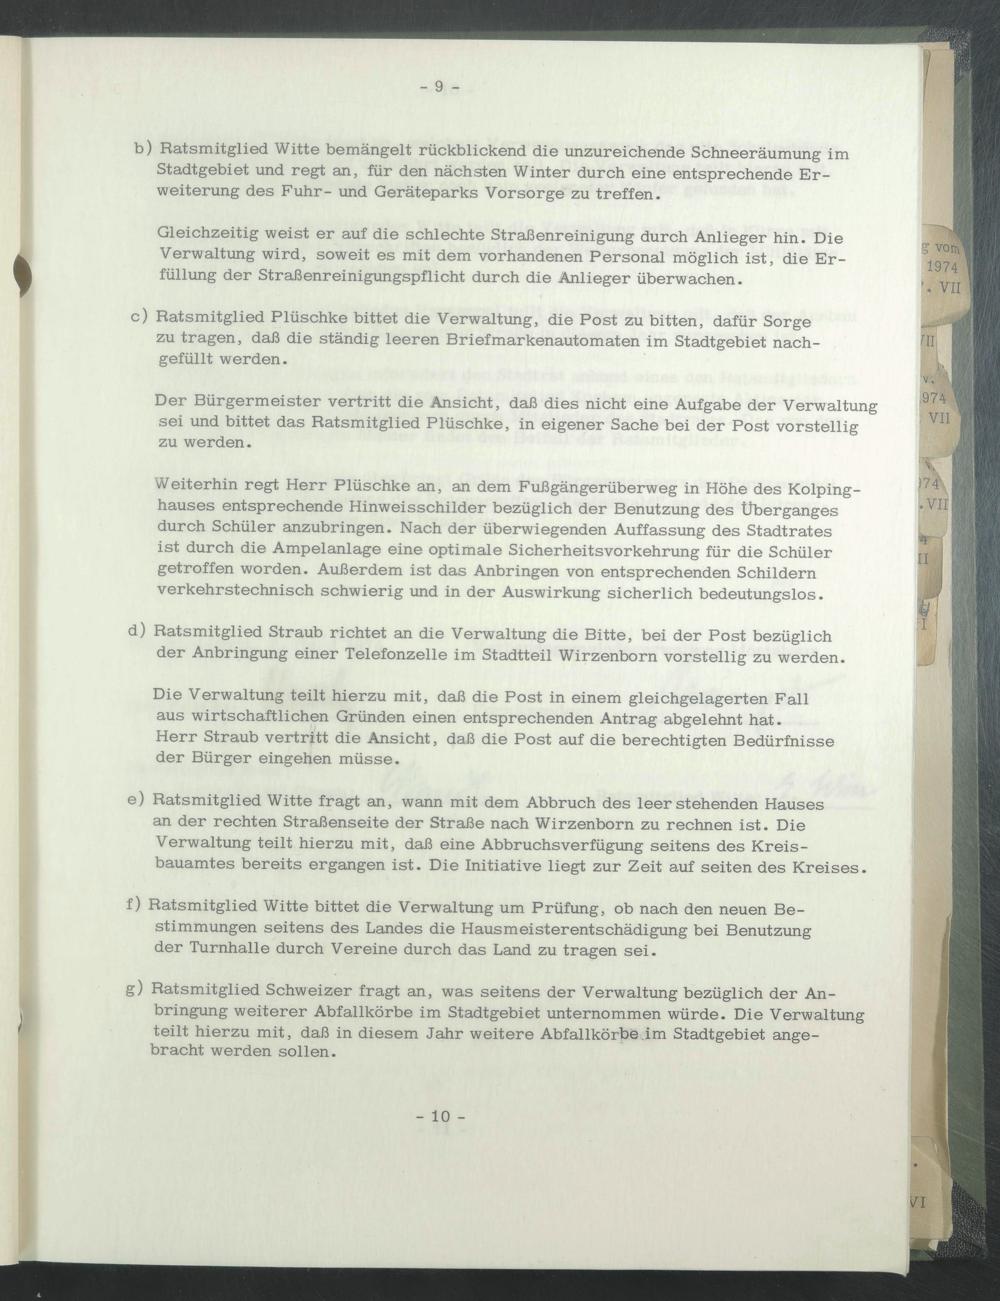 - 9 -
b) Ratsmitglied Witte bemängelt rückblickend die unzureichende Schneeräumung im
Stadtgebiet und regt an, für den nächsten Winter durch eine entsprechende Er-
weiterung des Fuhr- und Geräteparks Vorsorge zu treffen.
Gleichzeitig weist er auf die schlechte Straßenreinigung durch Anlieger hin. Die
Verwaltung wird, soweit es mit dem vorhandenen Personal möglich ist, die Er-
füllung der Straßenreinigungspflicht durch die Anlieger überwachen.
c) Ratsmitglied Plüschke bittet die Verwaltung, die Post zu bitten, dafür Sorge
zu tragen, daß die ständig leeren Briefmarkenautomaten im Stadtgebiet nach-
gefüllt werden.
Der Bürgermeister vertritt die Ansicht, daß dies nicht eine Aufgabe der Verwaltung
sei und bittet das Ratsmitglied Plüschke, in eigener Sache bei der Post vorstellig
zu werden.
Weiterhin regt Herr Plüschke an, an dem Fußgängerüberweg in Höhe des Kolping-
hauses entsprechende Hinweisschilder bezüglich der Benutzung des Überganges
durch Schüler anzubringen. Nach der überwiegenden Auffassung des Stadtrates
ist durch die Ampelanlage eine optimale Sicherheitsvorkehrung für die Schüler
getroffen worden. Außerdem ist das Anbringen von entsprechenden Schildern
verkehrstechnisch schwierig und in der Auswirkung sicherlich bedeutungslos.
d) Ratsmitglied Straub richtet an die Verwaltung die Bitte, bei der Post bezüglich
der Anbringung einer Telefonzelle im Stadtteil Wirzenborn vorstellig zu werden.
Die Verwaltung teilt hierzu mit, daß die Post in einem gleichgelagerten Fall
aus wirtschaftlichen Gründen einen entsprechenden Antrag abgelehnt hat.
Herr Straub vertritt die Ansicht, daß die Post auf die berechtigten Bedürfnisse
der Bürger eingehen müsse.
e) Ratsmitglied Witte fragt an, wann mit dem Abbruch des leer stehenden Hauses
an der rechten Straßenseite der Straße nach Wirzenborn zu rechnen ist. Die
Verwaltung teilt hierzu mit, daß eine Abbruchsverfügung seitens des Kreis-
bauamtes bereits ergangen ist. Die Initiative liegt zur Zeit auf seiten des Kreises.
f) Ratsmitglied Witte bittet die Verwaltung um Prüfung, ob nach den neuen Be-
stimmungen seitens des Landes die Hausmeisterentschädigung bei Benutzung
der Turnhalle durch Vereine durch das Land zu tragen sei.
g) Ratsmitglied Schweizer fragt an, was seitens der Verwaltung bezüglich der An-
bringung weiterer Abfallkörbe im Stadtgebiet unternommen würde. Die Verwaltung
teilt hierzu mit, daß in diesem Jahr weitere Abfallkörbe im Stadtgebiet ange-
bracht werden sollen.
- 10 -
g vom
1974
. VII
VII
v.
974
VII
974
. VII
II
I
VI